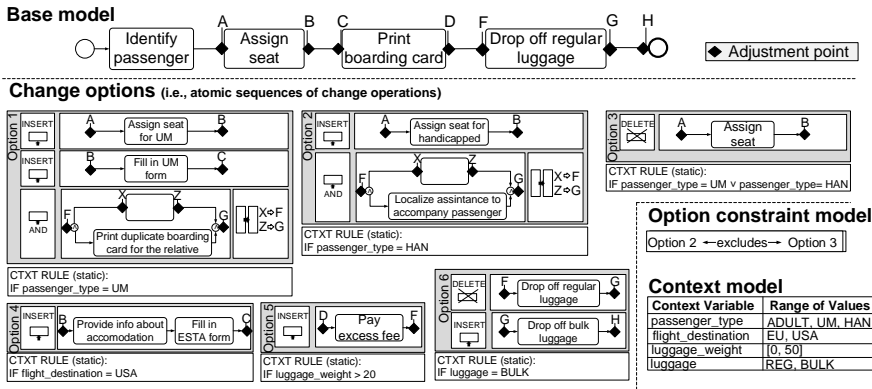 Base model
A B C D F G H
Identify passenger
Assign seat
Print boarding card
Drop off regular luggage
Adjustment point
Change options (i.e., atomic sequences of change operations)
Option 1
INSERT
A
Assign seat for UM
B
INSERT
B
Fill in UM form
C
AND
X
Z
F
G
Print duplicate boarding card for the relative
X⇨F
Z⇨G
CTXT RULE (static):
IF passenger_type = UM
Option 2
INSERT
A
Assign seat for handicapped
B
AND
X
Z
F
G
Localize assintance to accompany passenger
X⇨F
Z⇨G
CTXT RULE (static):
IF passenger_type = HAN
Option 3
DELETE
A
Assign seat
B
CTXT RULE (static):
IF passenger_type = UM v passenger_type= HAN
Option constraint model
Option 2 excludes Option 3
Context model
Context Variable Range of Values
passenger_type ADULT, UM, HAN
flight_destination EU, USA
luggage_weight [0, 50]
luggage REG, BULK
Option 4
INSERT
B
Provide info about accomodation
Fill in ESTA form
C
CTXT RULE (static):
IF flight_destination = USA
Option 5
INSERT
D
Pay excess fee
F
CTXT RULE (static):
IF luggage_weight > 20
Option 6
DELETE
F
Drop off regular luggage
G
INSERT
G
Drop off bulk luggage
H
CTXT RULE (static):
IF luggage = BULK